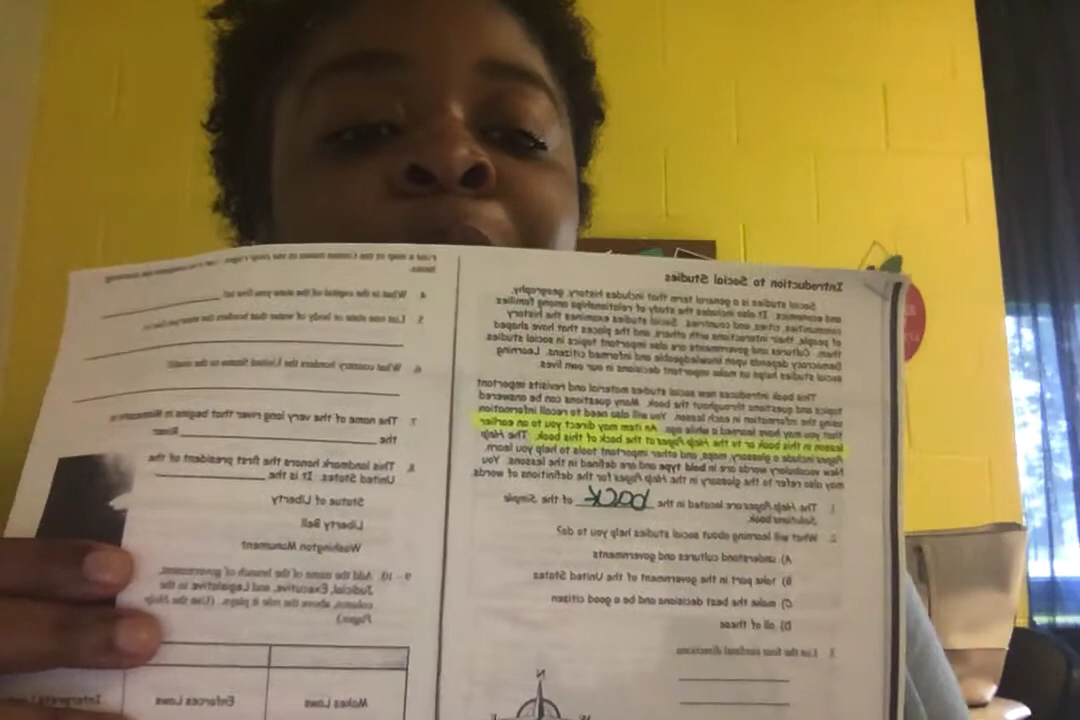 Introduction to Social Studies
Social studies is a general term that includes history, geography,
and economics. It also includes the study of relationships among families,
communities, cities, and countries. Social studies examines the history
of people, their interactions with others, and the places that have shaped
them. Cultures and governments are also important topics in social studies.
Democracy depends upon knowledgeable and informed citizens. Learning
social studies helps us make important decisions in our own lives.
This book introduces new social studies material and revisits important
topics and questions throughout the book. Many questions can be answered
using the information in each lesson. You will also need to recall information
that you may have learned a while ago. An item may direct you to an earlier
lesson in this book or to the Help Pages at the back of this book. The Help
Pages include a glossary, maps, and other important tools to help you learn.
New vocabulary words are in bold type and are defined in the lessons. You
may also refer to the glossary in the Help Pages for the definitions of words.
1. The Help Pages are located in the back of the Simple
Solutions book.
2. What will learning about social studies help you to do?
A) understand cultures and governments
B) take part in the government of the United States
C) make the best decisions and be a good citizen
D) all of these
3. List the four cardinal directions
N
4. What is the capital of the state you live in?
5. List one state or body of water that borders the
6. What country borders the United States to the south?
7. The name of the very long river that begins in Minnesota is
the River
8. This landmark honors the first president of the
United States. It is the
Statue of Liberty
Liberty Bell
Washington Monument
9 - 10. Add the name of the branch of government,
Judicial, Executive, and Legislative in the
column, above the role it plays. (Use the Help
Pages.)
Makes Laws
Enforces Laws
Interprets